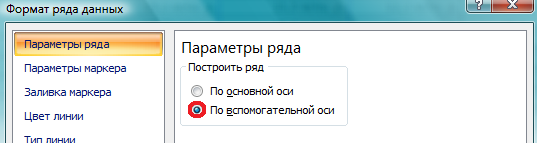 Формат ряда данных
Параметры ряда
Параметры маркера
Заливка маркера
Цвет линии
Тип линии
Параметры ряда
Построить ряд
По основной оси
По вспомогательной оси